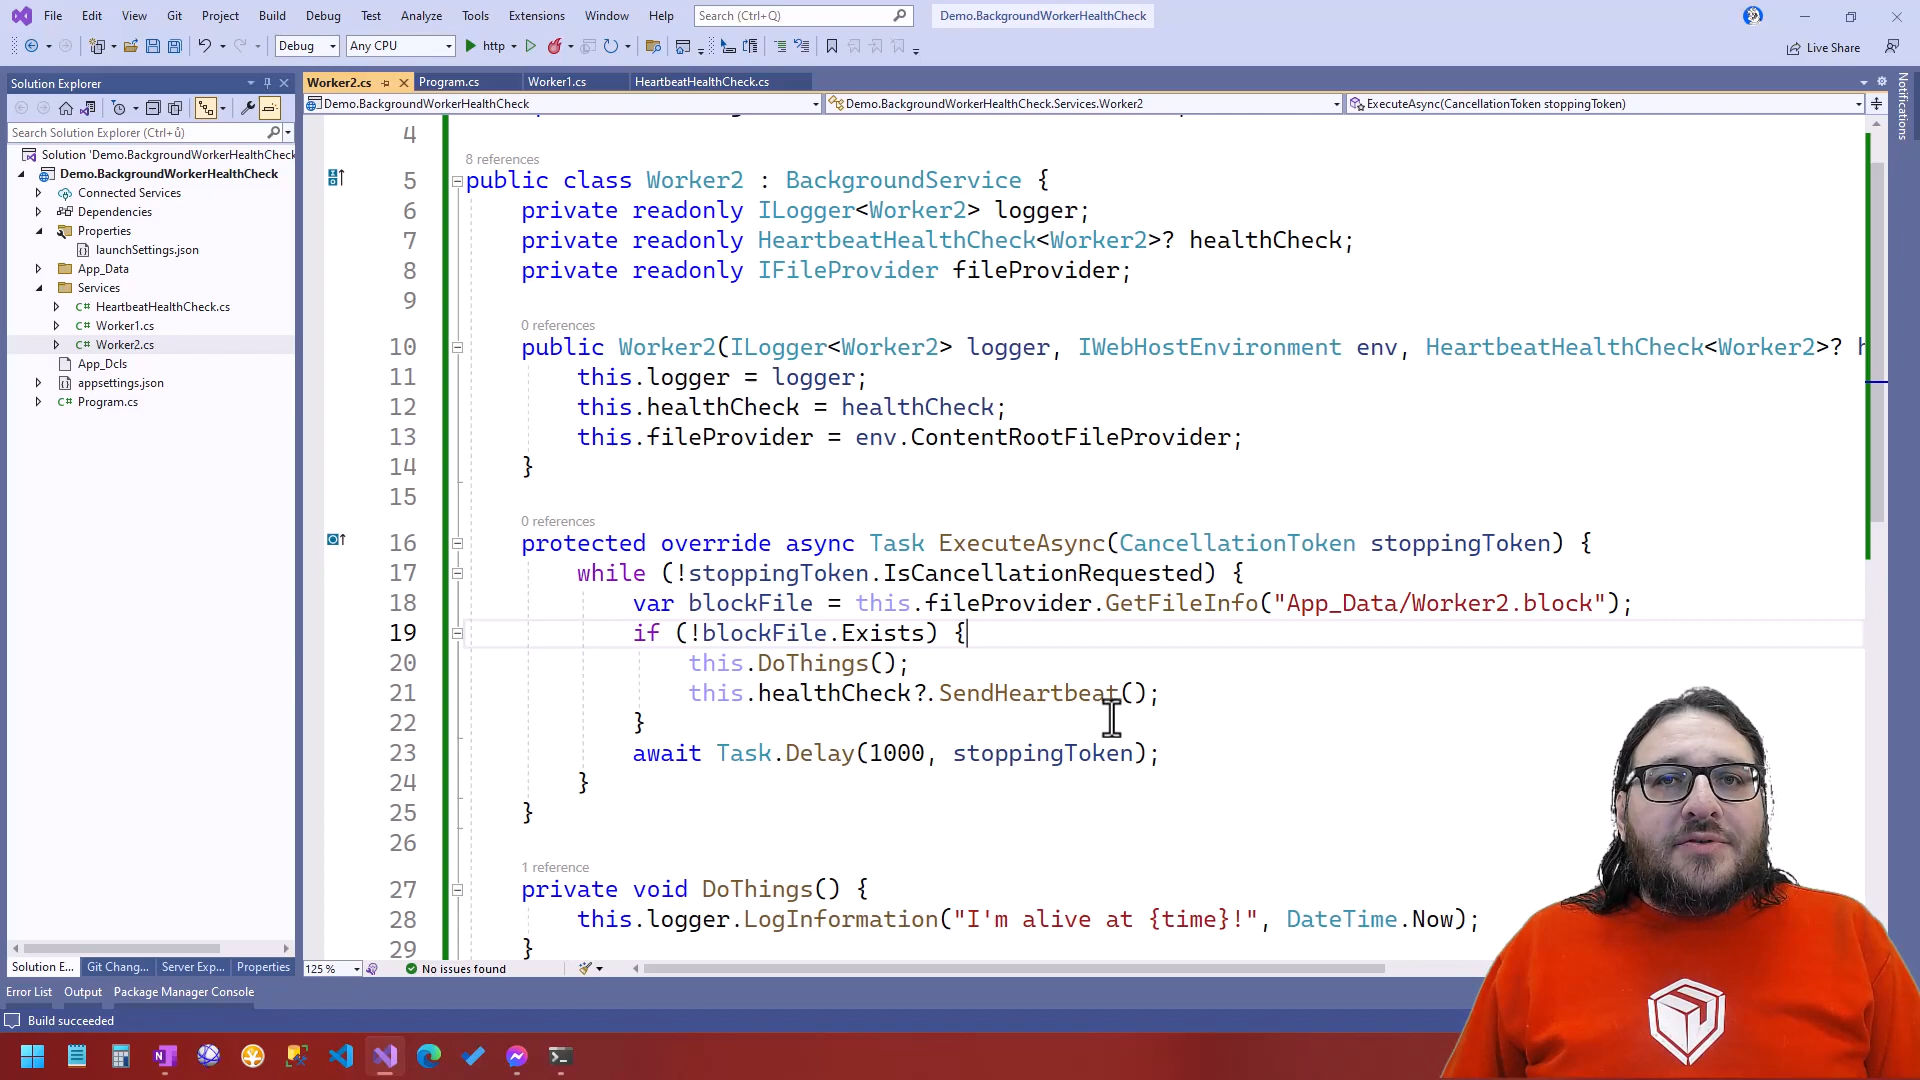 File Edit View Git Project Build Debug Test Analyze Tools Extensions Window Help Search (Ctrl+Q) Demo.BackgroundWorkerHealthCheck
Debug Any CPU http Live Share
Solution Explorer
Search Solution Explorer (Ctrl+ů)
Solution 'Demo.BackgroundWorkerHealthCheck
Demo.BackgroundWorkerHealthCheck
Connected Services
Dependencies
Properties
launchSettings.json
App_Data
Services
C# HeartbeatHealthCheck.cs
C# Worker1.cs
C# Worker2.cs
App_Dcls
appsettings.json
C# Program.cs
Solution E... Git Chang... Server Exp... Properties
Worker2.cs Program.cs Worker1.cs HeartbeatHealthCheck.cs
Demo.BackgroundWorkerHealthCheck Demo.BackgroundWorkerHealthCheck.Services.Worker2 ExecuteAsync(CancellationToken stoppingToken)
4
8 references
5 public class Worker2 : BackgroundService {
6 private readonly ILogger<Worker2> logger;
7 private readonly HeartbeatHealthCheck<Worker2>? healthCheck;
8 private readonly IFileProvider fileProvider;
9
0 references
10 public Worker2(ILogger<Worker2> logger, IWebHostEnvironment env, HeartbeatHealthCheck<Worker2>? h
11 this.logger = logger;
12 this.healthCheck = healthCheck;
13 this.fileProvider = env.ContentRootFileProvider;
14 }
15
0 references
16 protected override async Task ExecuteAsync(CancellationToken stoppingToken) {
17 while (!stoppingToken.IsCancellationRequested) {
18 var blockFile = this.fileProvider.GetFileInfo("App_Data/Worker2.block");
19 if (!blockFile.Exists) {
20 this.DoThings();
21 this.healthCheck?.SendHeartbeat();
22 }
23 await Task.Delay(1000, stoppingToken);
24 }
25 }
26
1 reference
27 private void DoThings() {
28 this.logger.LogInformation("I'm alive at {time}!", DateTime.Now);
29 }
125 % No issues found
Notifications
Error List Output Package Manager Console
Build succeeded